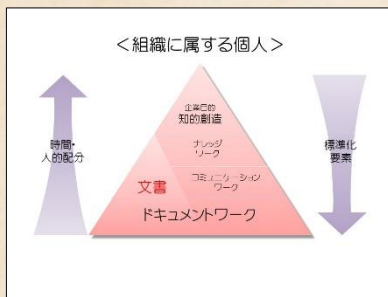 <組織に属する個人>
企業目的
知的創造
ナレッジ
ワーク
時間・
人的配分
標準化
要素
文書
コミュニケーション
ワーク
ドキュメントワーク